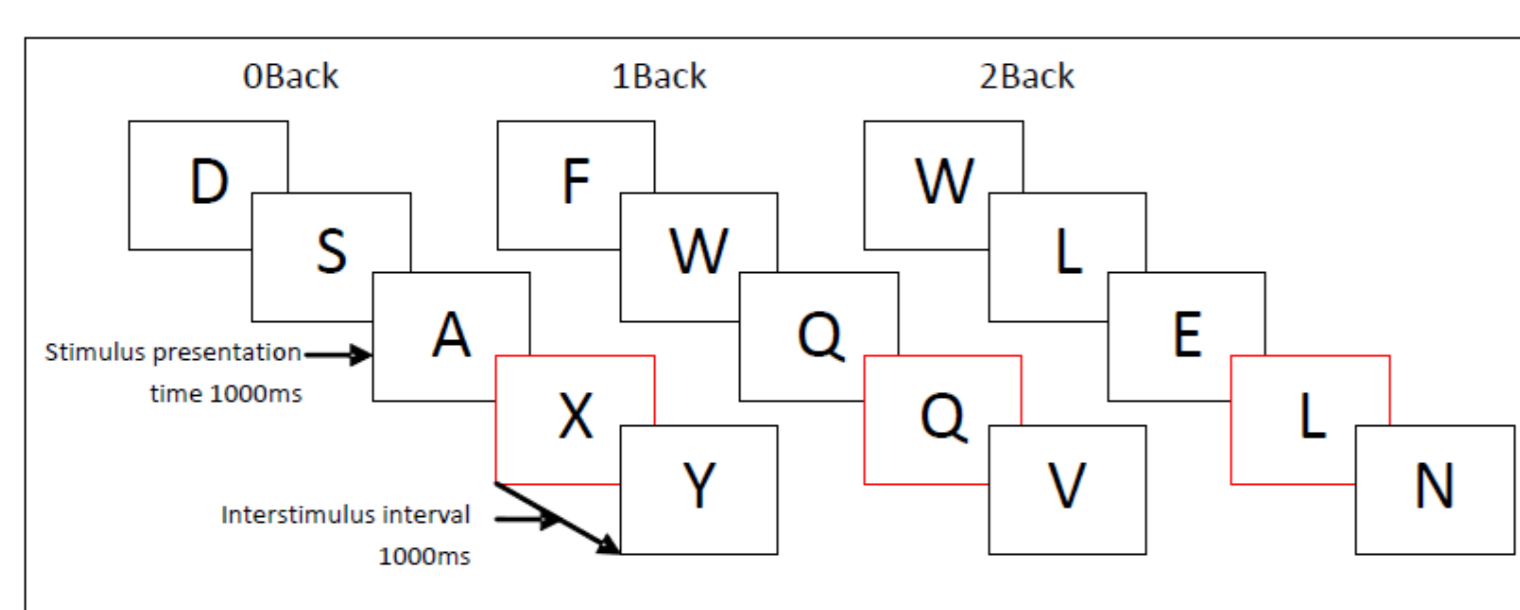 0Back 1Back 2Back
D F W
S W L
A Q E
Stimulus presentation
time 1000ms
X Q L
Y V N
Interstimulus interval
1000ms